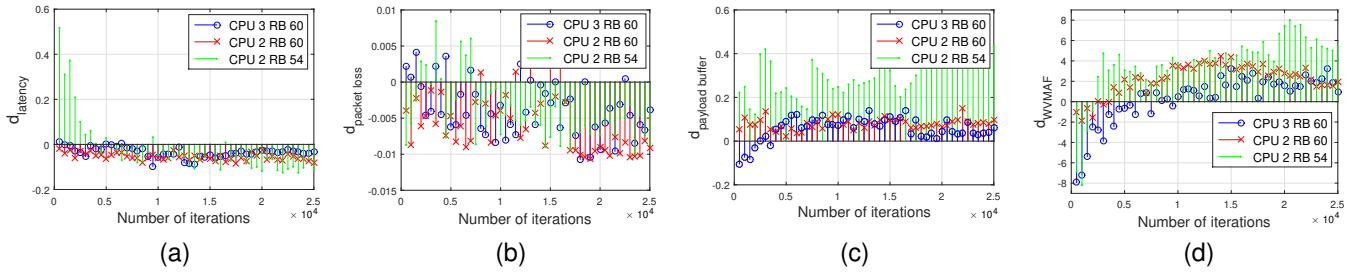 0.6
0.4
0.2
0
-0.2
d_latency
CPU 3 RB 60
CPU 2 RB 60
CPU 2 RB 54
0 0.5 1 1.5 2 2.5
Number of iterations
× 10^4
(a)
0.01
0.005
0
-0.005
-0.01
-0.015
d_packet loss
CPU 3 RB 60
CPU 2 RB 60
CPU 2 RB 54
0 0.5 1 1.5 2 2.5
Number of iterations
× 10^4
(b)
0.6
0.4
0.2
0
-0.2
d_payload buffer
CPU 3 RB 60
CPU 2 RB 60
CPU 2 RB 54
0 0.5 1 1.5 2 2.5
Number of iterations
× 10^4
(c)
8
6
4
2
0
-2
-4
-6
-8
d_WVMAF
CPU 3 RB 60
CPU 2 RB 60
CPU 2 RB 54
0 0.5 1 1.5 2 2.5
Number of iterations
× 10^4
(d)